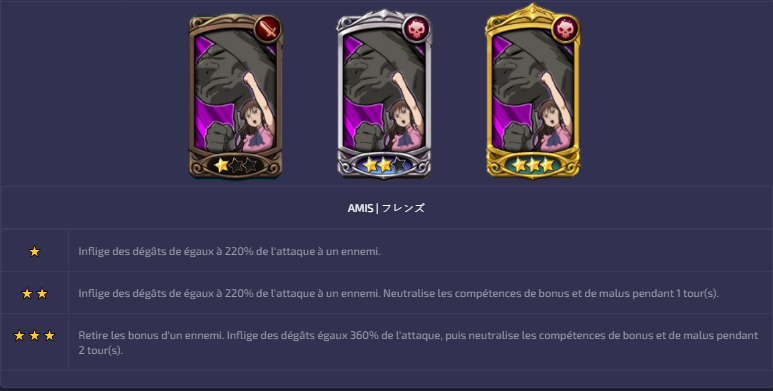 AMIS | フレンズ
Inflige des dégâts de égaux à 220% de l'attaque à un ennemi.
Inflige des dégâts de égaux à 220% de l'attaque à un ennemi. Neutralise les compétences de bonus et de malus pendant 1 tour(s).
Retire les bonus d'un ennemi. Inflige des dégâts égaux 360% de l'attaque, puis neutralise les compétences de bonus et de malus pendant
2 tour(s).